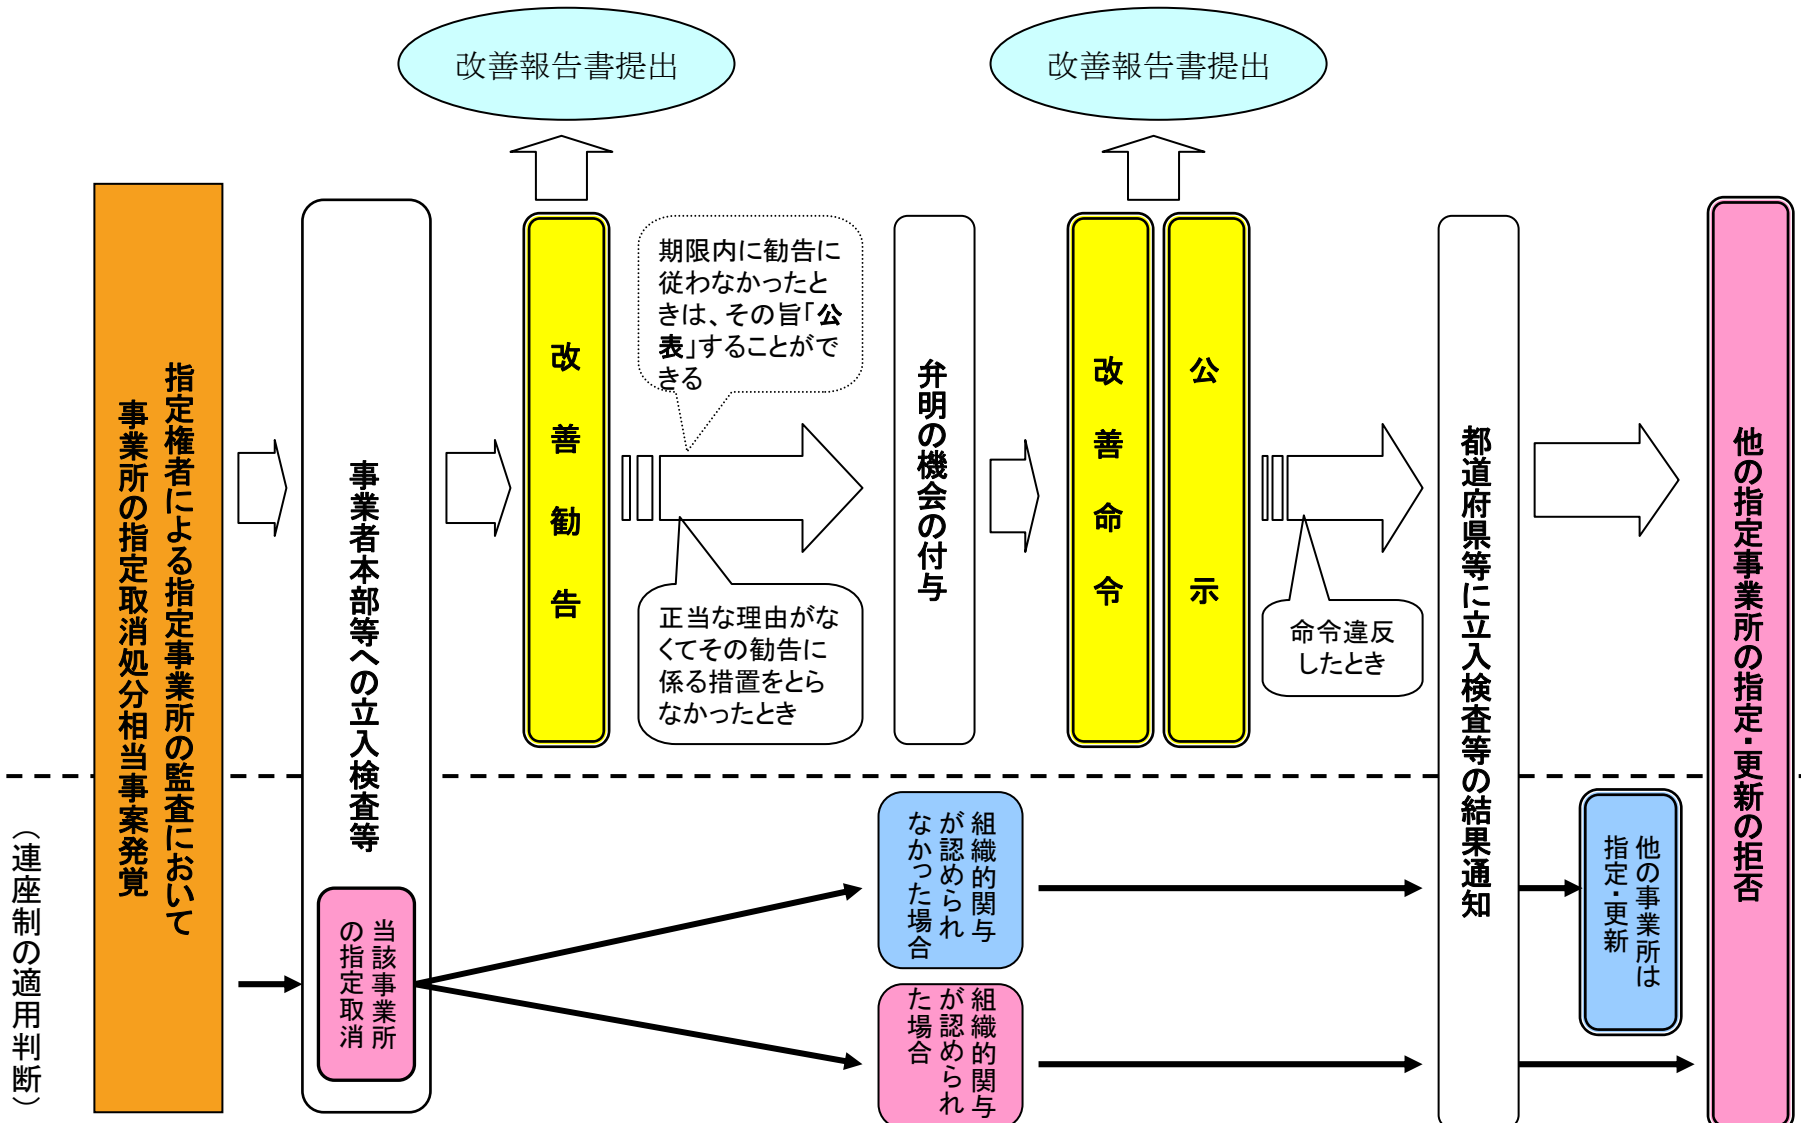 改善報告書提出
改善報告書提出
指定権者による指定事業所の監査において
事業所の指定取消処分相当事案発覚
事業者本部等への立入検査等
改善勧告
期限内に勧告に
従わなかったと
きは、その旨「公
表」することがで
きる
正当な理由がな
くてその勧告に
係る措置をとら
なかったとき
弁明の機会の付与
改善命令
公示
命令違反
したとき
都道府県等に立入検査等の結果通知
他の指定事業所の指定・更新の拒否
（連座制の適用判断）
当該事業所
の指定取消
組織的関与
が認められ
なかった場合
組織的関与
が認められ
た場合
他の事業所は
指定・更新